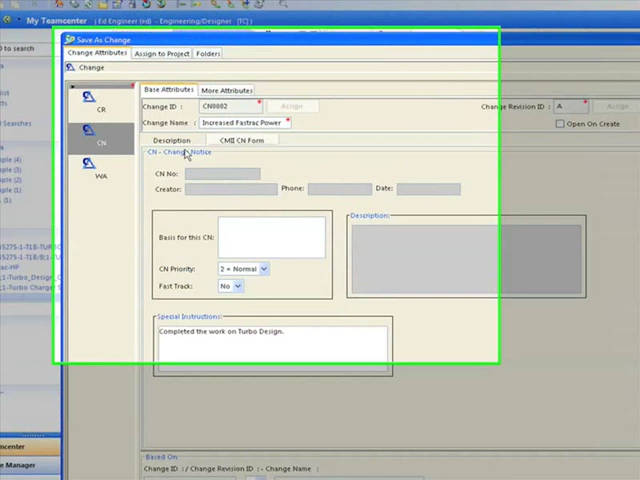 My Teamcenter ( Ed Engineer (ed) - Engineering/Designer ) [TC]
Save As Change
D to search
Change Attributes Assign to Project Folders
Change
Base Attributes More Attributes
CR
Change ID : CN0002 * Assign Change Revision ID : A * Assign
Searches Change Name : Increased Fastrac Power * Open On Create
CN Description CMII CN Form
CN - Change Notice
CN No:
WA
Creator: Phone: Date:
Description:
Basis for this CN:
CN Priority: 2 = Normal
Fast Track: No
Special Instructions:
Completed the work on Turbo Design.
mcenter
Based On
e Manager
Change ID : / Change Revision ID : - Change Name :